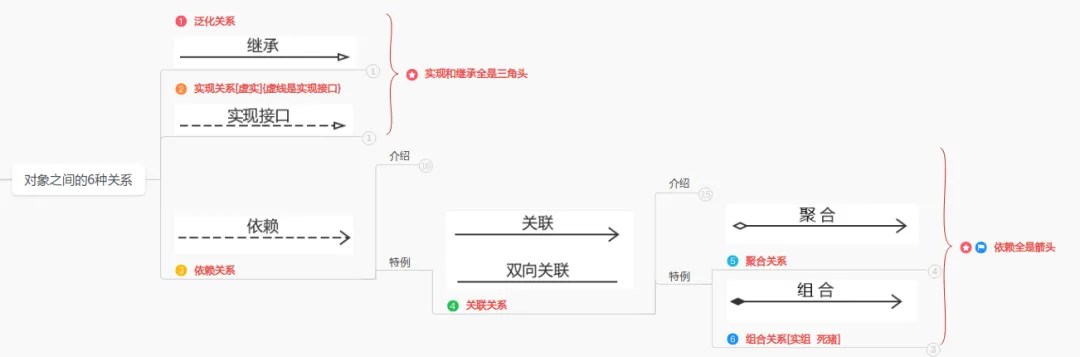 对象之间的6种关系
1 泛化关系
继承
1
2 实现关系[虚实]{虚线是实现接口}
实现接口
1
实现和继承全是三角头
依赖
3 依赖关系
介绍
10
特例
关联
双向关联
4 关联关系
介绍
15
特例
聚合
5 聚合关系
4
组合
6 组合关系[实组 死猪]
3
依赖全是箭头